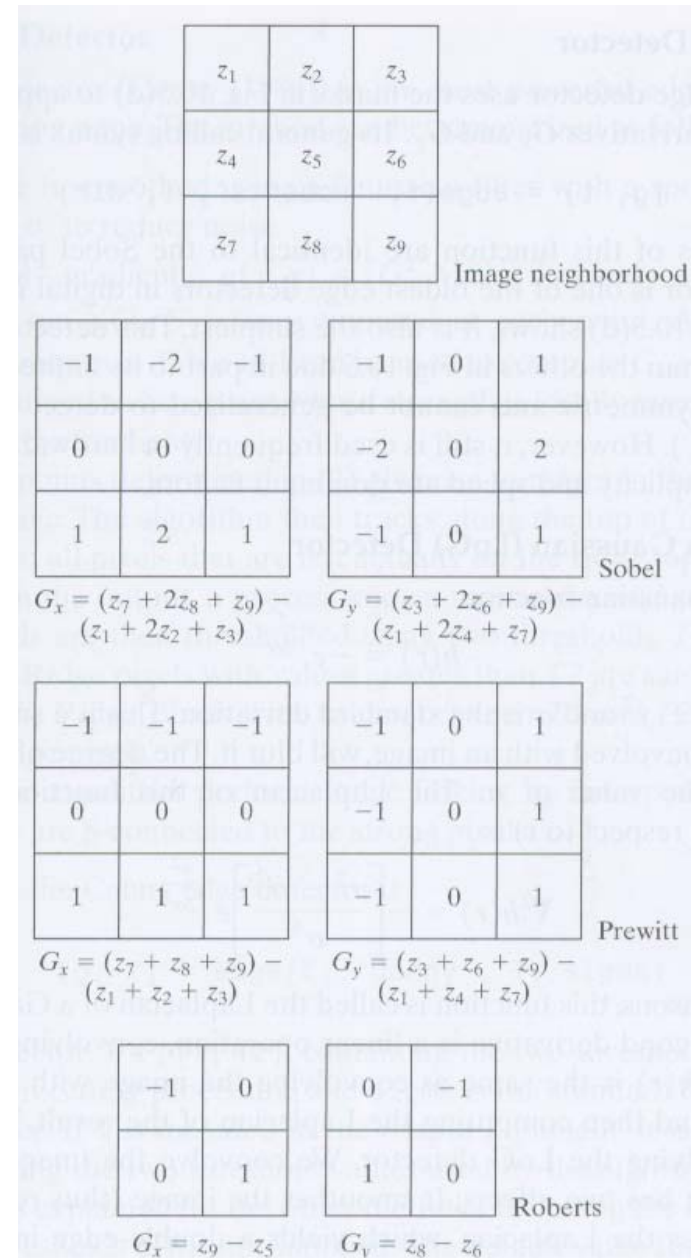 z₁ z₂ z₃
z₄ z₅ z₆
z₇ z₈ z₉
Image neighborhood
−1 −2 −1
0 0 0
1 2 1
−1 0 1
−2 0 2
−1 0 1
Sobel
Gₓ = (z₇ + 2z₈ + z₉) −
(z₁ + 2z₂ + z₃)
Gᵧ = (z₃ + 2z₆ + z₉) −
(z₁ + 2z₄ + z₇)
−1 −1 −1
0 0 0
1 1 1
−1 0 1
−1 0 1
−1 0 1
Prewitt
Gₓ = (z₇ + z₈ + z₉) −
(z₁ + z₂ + z₃)
Gᵧ = (z₃ + z₆ + z₉) −
(z₁ + z₄ + z₇)
−1 0
0 1
0 −1
1 0
Roberts
Gₓ = z₉ − z₅
Gᵧ = z₈ − z₆